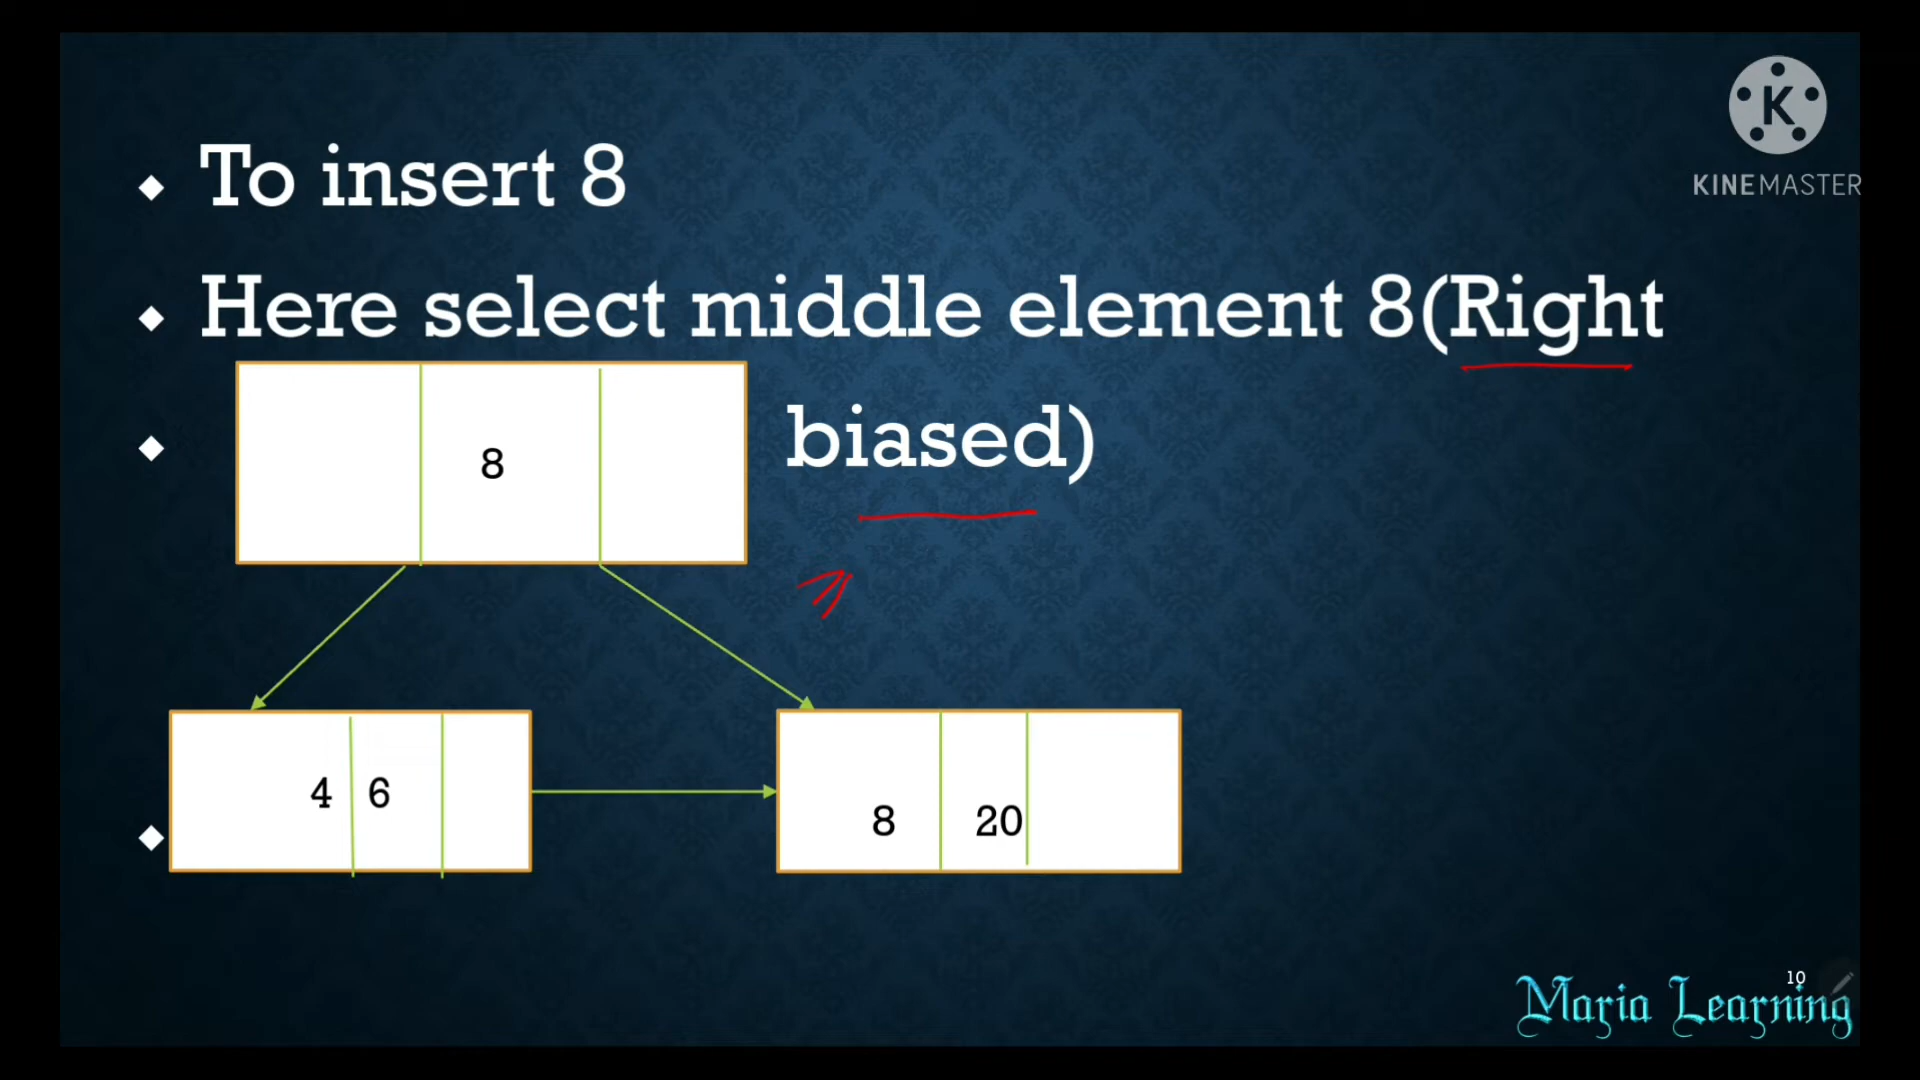 KINEMASTER
To insert 8
Here select middle element 8(Right
biased)
8
4 6
8 20
10
Maria Learning